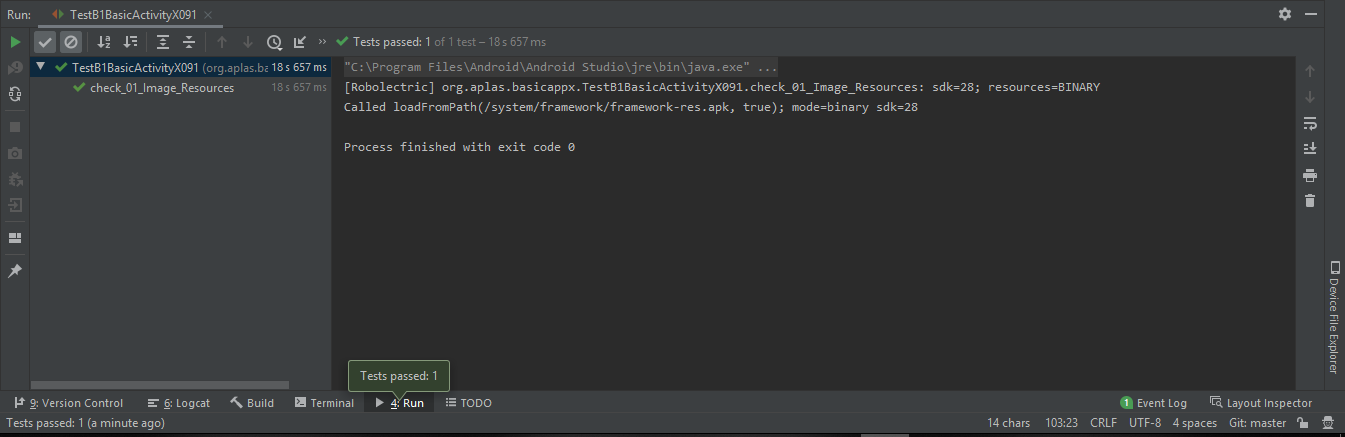 Run: TestB1BasicActivityX091
Tests passed: 1 of 1 test – 18 s 657 ms
TestB1BasicActivityX091 (org.aplas.ba 18 s 657 ms
check_01_Image_Resources 18 s 657 ms
"C:\Program Files\Android\Android Studio\jre\bin\java.exe" ...
[Robolectric] org.aplas.basicappx.TestB1BasicActivityX091.check_01_Image_Resources: sdk=28; resources=BINARY
Called loadFromPath(/system/framework/framework-res.apk, true); mode=binary sdk=28
Process finished with exit code 0
Device File Explorer
Tests passed: 1
9: Version Control 6: Logcat Build Terminal 4: Run TODO 1 Event Log Layout Inspector
Tests passed: 1 (a minute ago) 14 chars 103:23 CRLF UTF-8 4 spaces Git: master